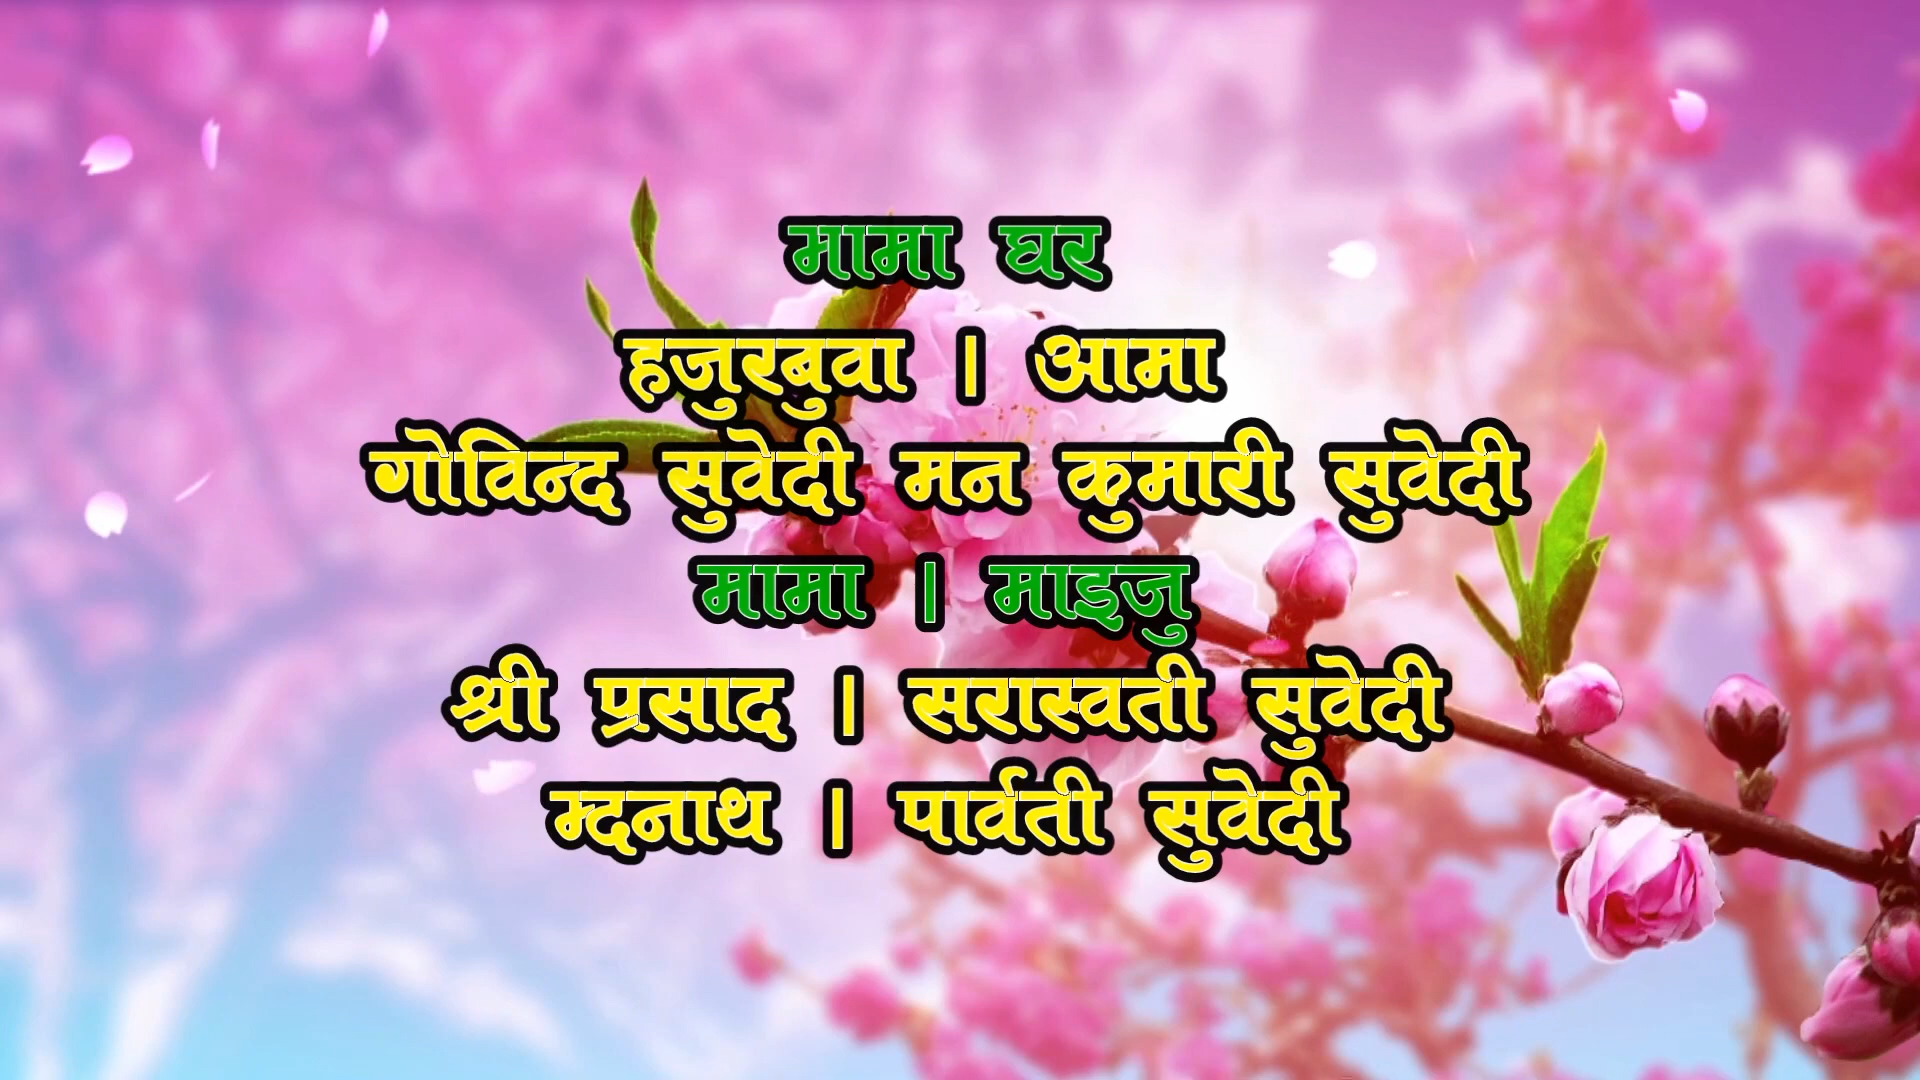 मामा घर
हजुरबुवा | आमा
गोविन्द सुवेदी मन कुमारी सुवेदी
मामा | माइजु
श्री प्रसाद | सरास्वती सुवेदी
म्दनाथ | पार्वती सुवेदी